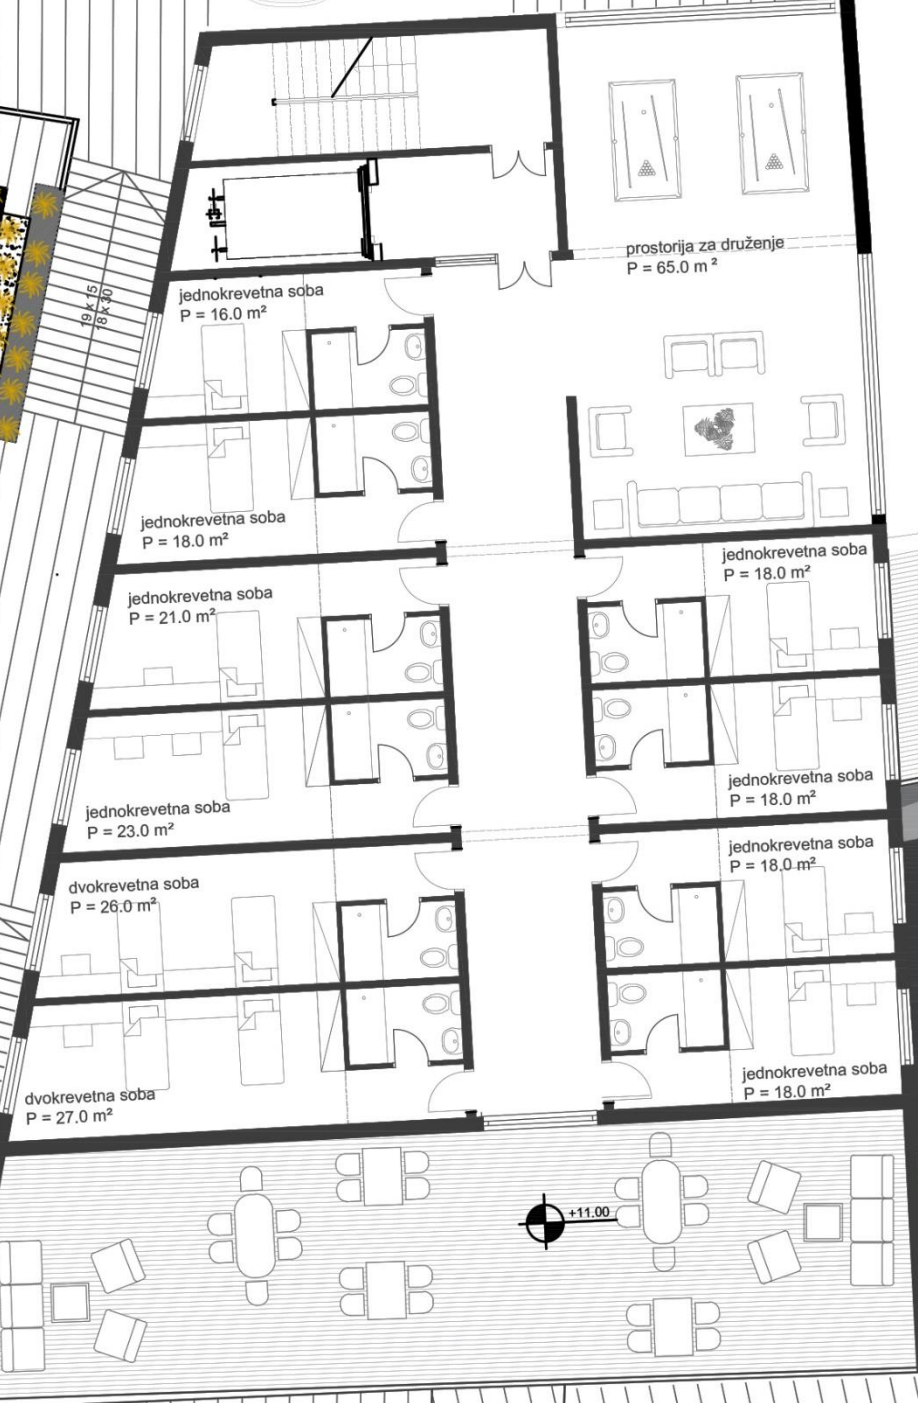 prostorija za druženje
P = 65.0 m ²
jednokrevetna soba
P = 16.0 m²
19 x 15
18 x 30
jednokrevetna soba
P = 18.0 m²
jednokrevetna soba
P = 18.0 m²
jednokrevetna soba
P = 21.0 m²
jednokrevetna soba
P = 18.0 m²
jednokrevetna soba
P = 23.0 m²
jednokrevetna soba
P = 18.0 m²
dvokrevetna soba
P = 26.0 m²
jednokrevetna soba
P = 18.0 m²
dvokrevetna soba
P = 27.0 m²
+11.00